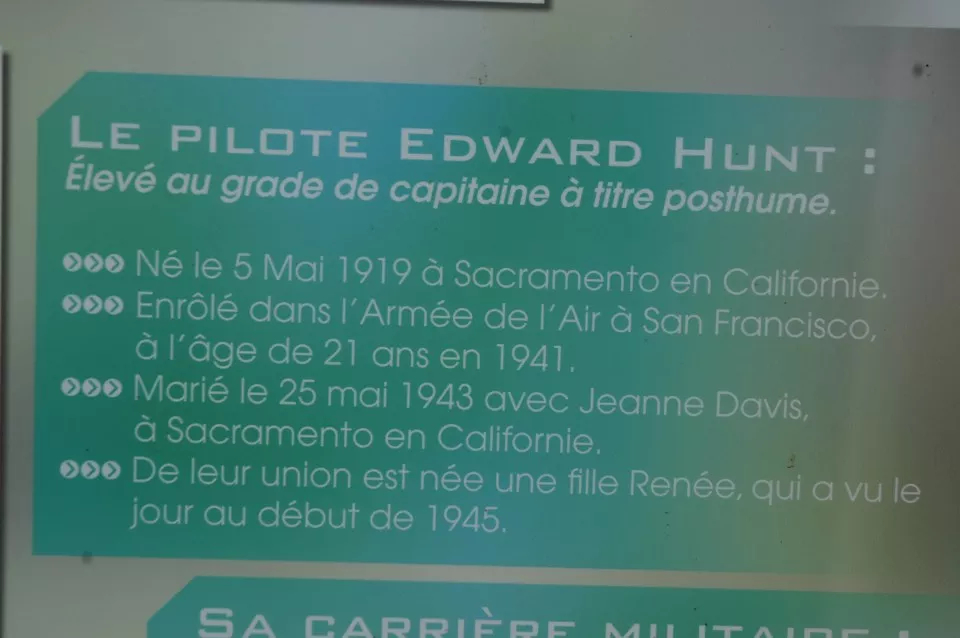 LE PILOTE EDWARD HUNT :
Élevé au grade de capitaine à titre posthume.
Né le 5 Mai 1919 à Sacramento en Californie.
Enrôlé dans l'Armée de l'Air à San Francisco,
à l'âge de 21 ans en 1941.
Marié le 25 mai 1943 avec Jeanne Davis,
à Sacramento en Californie.
De leur union est née une fille Renée, qui a vu le
jour au début de 1945.
SA CARRIÈRE MILITAIRE :